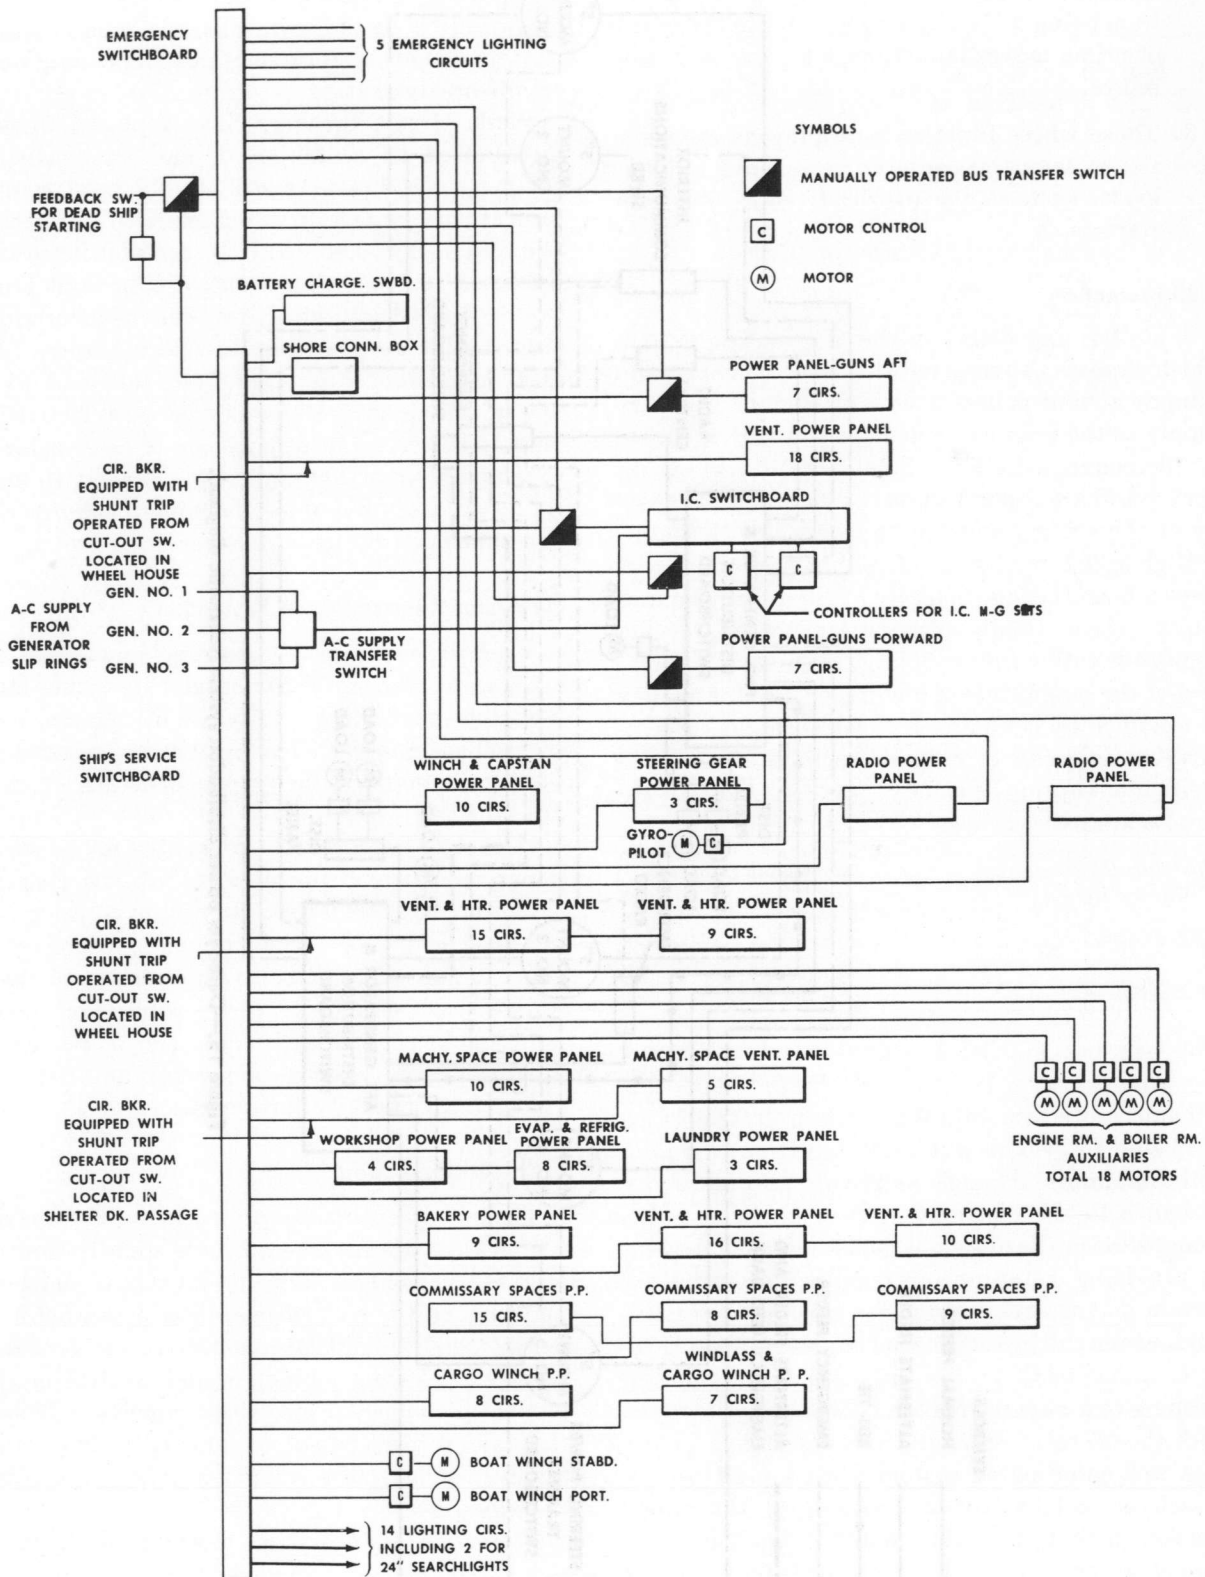 EMERGENCY
SWITCHBOARD
5 EMERGENCY LIGHTING
CIRCUITS
SYMBOLS
MANUALLY OPERATED BUS TRANSFER SWITCH
C MOTOR CONTROL
M MOTOR
FEEDBACK SW.
FOR DEAD SHIP
STARTING
BATTERY CHARGE. SWBD.
SHORE CONN. BOX
POWER PANEL-GUNS AFT
7 CIRS.
VENT. POWER PANEL
18 CIRS.
CIR. BKR.
EQUIPPED WITH
SHUNT TRIP
OPERATED FROM
CUT-OUT SW.
LOCATED IN
WHEEL HOUSE
I.C. SWITCHBOARD
C C
CONTROLLERS FOR I.C. M-G SETS
GEN. NO. 1
A-C SUPPLY
FROM
GENERATOR
SLIP RINGS
GEN. NO. 2
GEN. NO. 3
A-C SUPPLY
TRANSFER
SWITCH
POWER PANEL-GUNS FORWARD
7 CIRS.
SHIP'S SERVICE
SWITCHBOARD
WINCH & CAPSTAN
POWER PANEL
10 CIRS.
STEERING GEAR
POWER PANEL
3 CIRS.
RADIO POWER
PANEL
RADIO POWER
PANEL
GYRO-
PILOT
M C
VENT. & HTR. POWER PANEL
15 CIRS.
VENT. & HTR. POWER PANEL
9 CIRS.
CIR. BKR.
EQUIPPED WITH
SHUNT TRIP
OPERATED FROM
CUT-OUT SW.
LOCATED IN
WHEEL HOUSE
MACHY. SPACE POWER PANEL
10 CIRS.
MACHY. SPACE VENT. PANEL
5 CIRS.
C C C C C
M M M M M
ENGINE RM. & BOILER RM.
AUXILIARIES
TOTAL 18 MOTORS
CIR. BKR.
EQUIPPED WITH
SHUNT TRIP
OPERATED FROM
CUT-OUT SW.
LOCATED IN
SHELTER DK. PASSAGE
WORKSHOP POWER PANEL
4 CIRS.
EVAP. & REFRIG.
POWER PANEL
8 CIRS.
LAUNDRY POWER PANEL
3 CIRS.
BAKERY POWER PANEL
9 CIRS.
VENT. & HTR. POWER PANEL
16 CIRS.
VENT. & HTR. POWER PANEL
10 CIRS.
COMMISSARY SPACES P.P.
15 CIRS.
COMMISSARY SPACES P.P.
8 CIRS.
COMMISSARY SPACES P.P.
9 CIRS.
CARGO WINCH P.P.
8 CIRS.
WINDLASS &
CARGO WINCH P. P.
7 CIRS.
C M BOAT WINCH STABD.
C M BOAT WINCH PORT.
14 LIGHTING CIRS.
INCLUDING 2 FOR
24" SEARCHLIGHTS